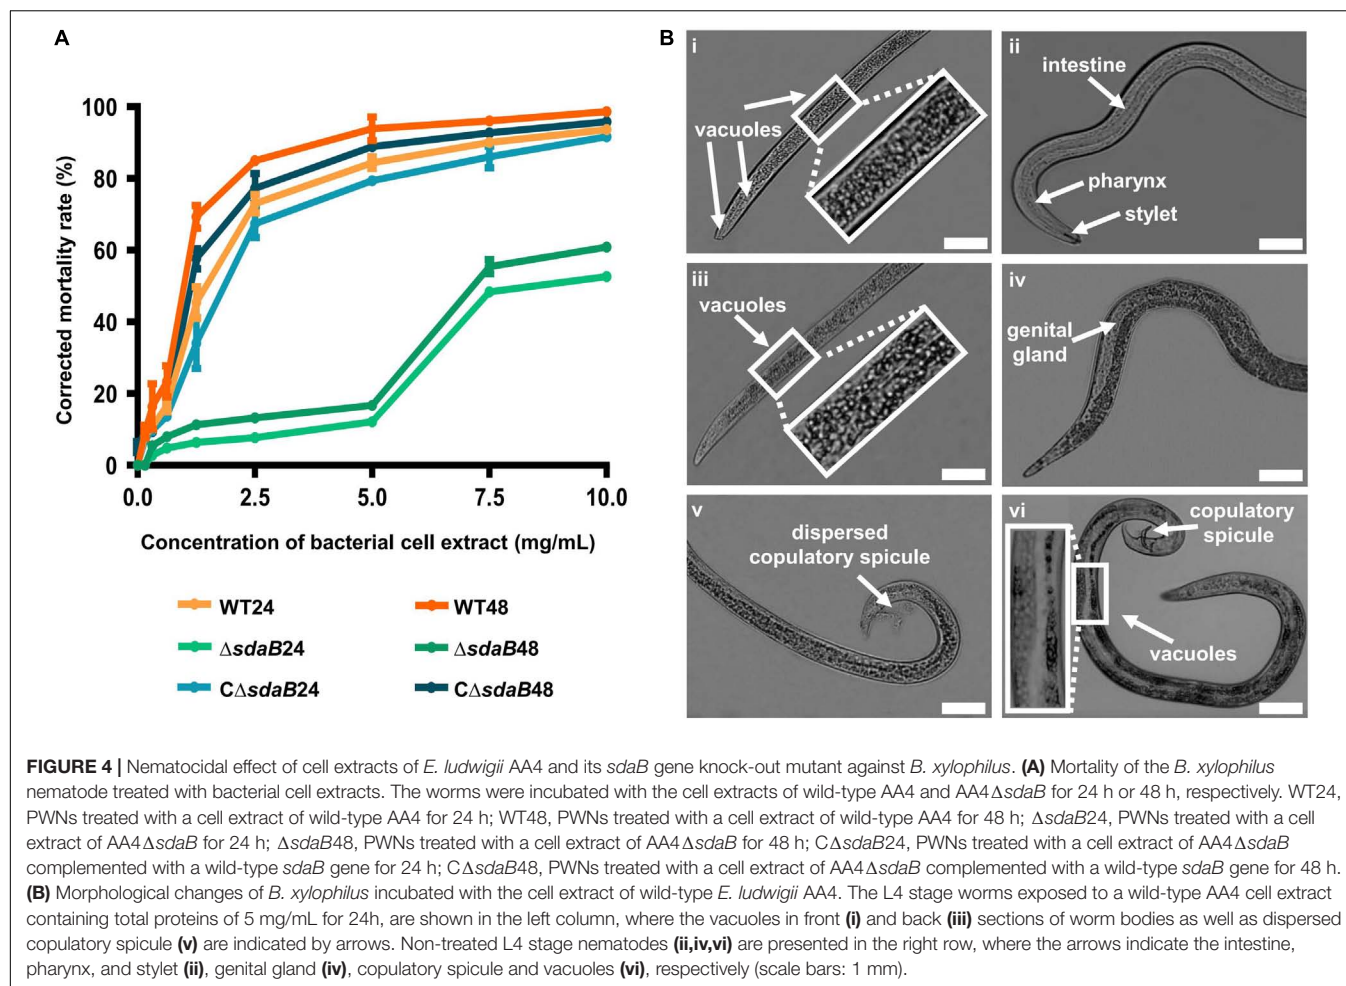 A
100
80
60
40
20
0
0.0 2.5 5.0 7.5 10.0
Corrected mortality rate (%)
Concentration of bacterial cell extract (mg/mL)
WT24 WT48
ΔsdaB24 ΔsdaB48
CΔsdaB24 CΔsdaB48
B
i
vacuoles
ii
intestine
pharynx
stylet
iii
vacuoles
iv
genital
gland
v
dispersed
copulatory spicule
vi
copulatory
spicule
vacuoles
FIGURE 4 | Nematocidal effect of cell extracts of E. ludwigii AA4 and its sdaB gene knock-out mutant against B. xylophilus. (A) Mortality of the B. xylophilus
nematode treated with bacterial cell extracts. The worms were incubated with the cell extracts of wild-type AA4 and AA4ΔsdaB for 24 h or 48 h, respectively. WT24,
PWNs treated with a cell extract of wild-type AA4 for 24 h; WT48, PWNs treated with a cell extract of wild-type AA4 for 48 h; ΔsdaB24, PWNs treated with a cell
extract of AA4ΔsdaB for 24 h; ΔsdaB48, PWNs treated with a cell extract of AA4ΔsdaB for 48 h; CΔsdaB24, PWNs treated with a cell extract of AA4ΔsdaB
complemented with a wild-type sdaB gene for 24 h; CΔsdaB48, PWNs treated with a cell extract of AA4ΔsdaB complemented with a wild-type sdaB gene for 48 h.
(B) Morphological changes of B. xylophilus incubated with the cell extract of wild-type E. ludwigii AA4. The L4 stage worms exposed to a wild-type AA4 cell extract
containing total proteins of 5 mg/mL for 24h, are shown in the left column, where the vacuoles in front (i) and back (iii) sections of worm bodies as well as dispersed
copulatory spicule (v) are indicated by arrows. Non-treated L4 stage nematodes (ii,iv,vi) are presented in the right row, where the arrows indicate the intestine,
pharynx, and stylet (ii), genital gland (iv), copulatory spicule and vacuoles (vi), respectively (scale bars: 1 mm).